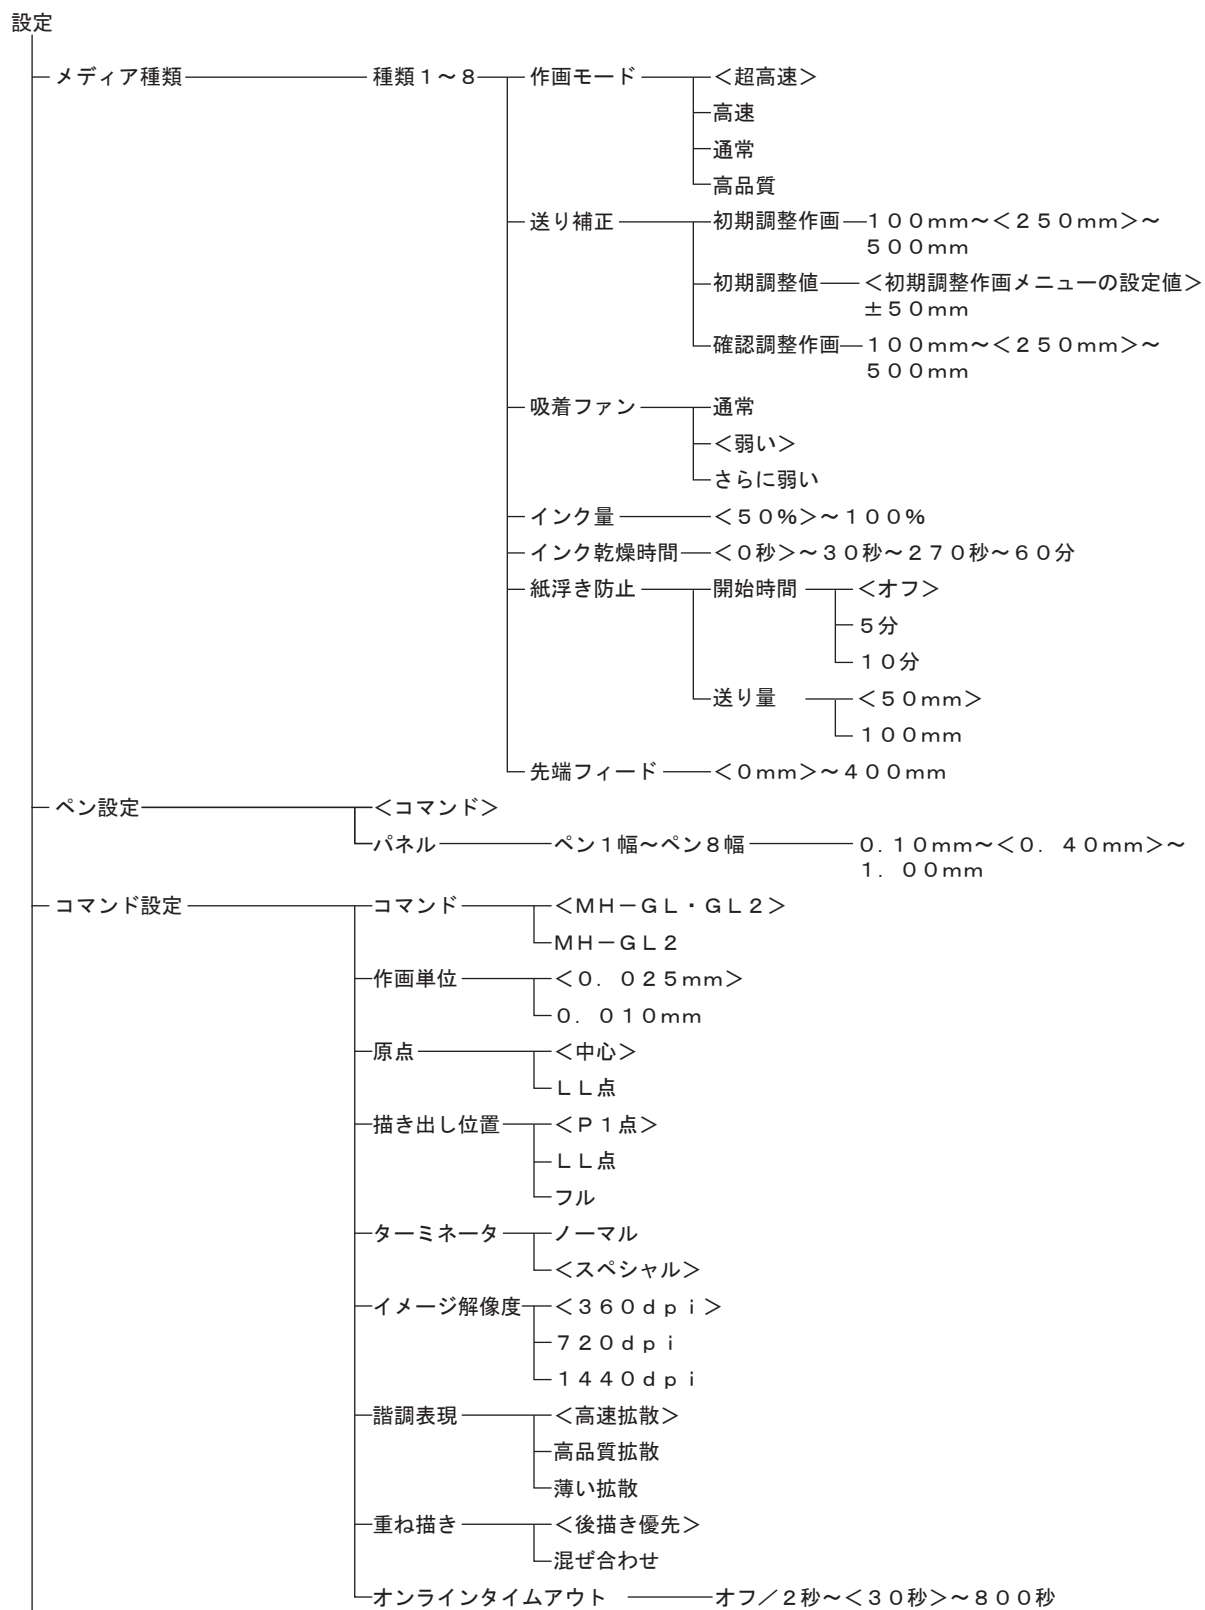 設定
メディア種類 種類１～８ 作画モード ＜超高速＞
高速
通常
高品質
送り補正 初期調整作画 １００mm～＜２５０mm＞～
５００mm
初期調整値 ＜初期調整作画メニューの設定値＞
±５０mm
確認調整作画 １００mm～＜２５０mm＞～
５００mm
吸着ファン 通常
＜弱い＞
さらに弱い
インク量 ＜５０%＞～１００%
インク乾燥時間 ＜０秒＞～３０秒～２７０秒～６０分
紙浮き防止 開始時間 ＜オフ＞
５分
１０分
送り量 ＜５０mm＞
１００mm
先端フィード ＜０mm＞～４００mm
ペン設定 ＜コマンド＞
パネル ペン１幅～ペン８幅 ０．１０mm～＜０．４０mm＞～
１．００mm
コマンド設定 コマンド ＜ＭＨ－ＧＬ・ＧＬ２＞
ＭＨ－ＧＬ２
作画単位 ＜０．０２５mm＞
０．０１０mm
原点 ＜中心＞
ＬＬ点
描き出し位置 ＜Ｐ１点＞
ＬＬ点
フル
ターミネータ ノーマル
＜スペシャル＞
イメージ解像度 ＜３６０ｄｐｉ＞
７２０ｄｐｉ
１４４０ｄｐｉ
諧調表現 ＜高速拡散＞
高品質拡散
薄い拡散
重ね描き ＜後描き優先＞
混ぜ合わせ
オンラインタイムアウト オフ／２秒～＜３０秒＞～８００秒